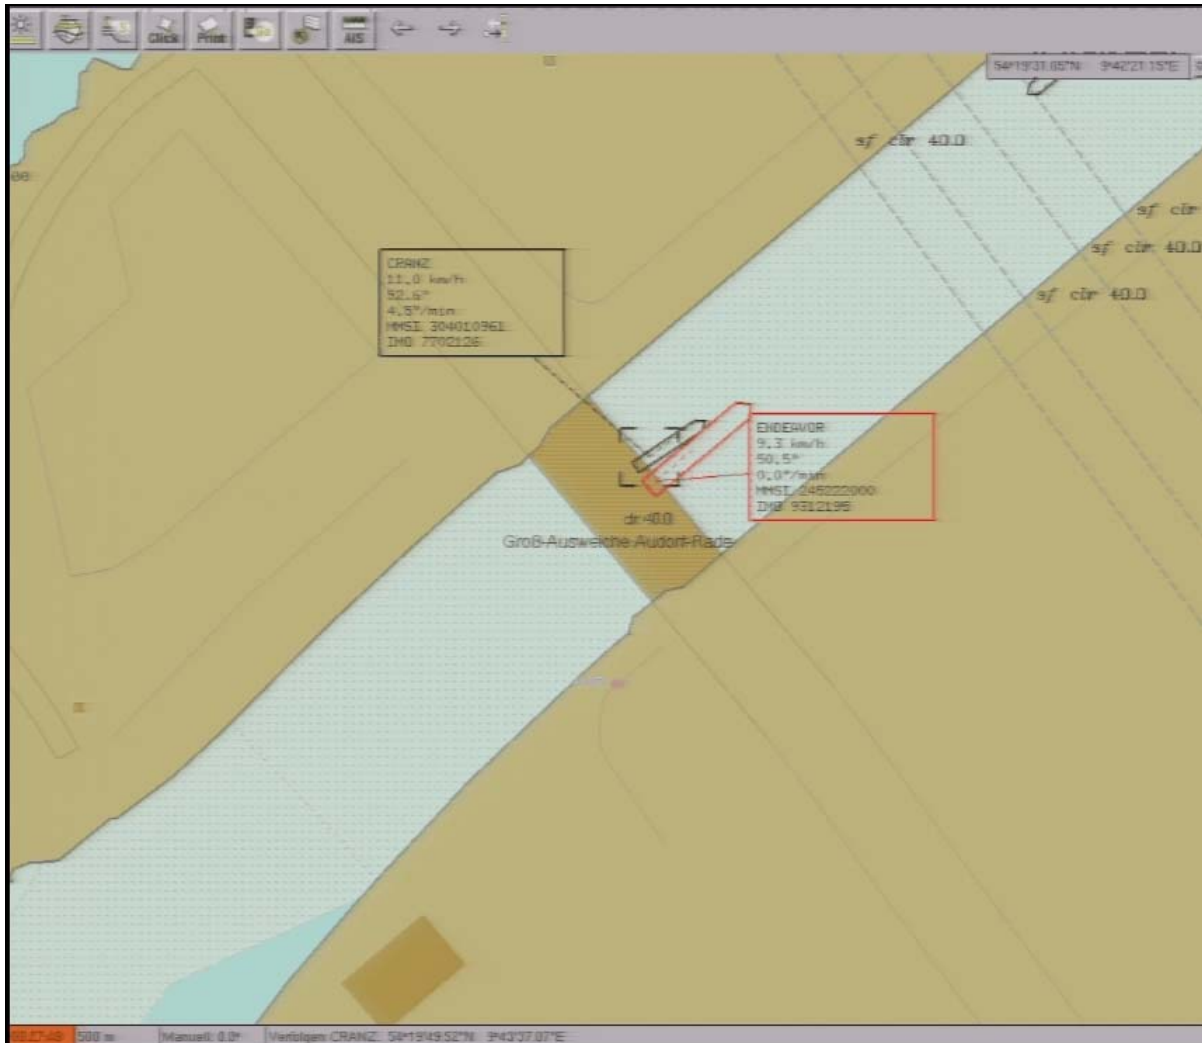 Click Print AIS
54°19'31.05"N 9°42'21.15"E
sf clr 40.0
00
sf clr
sf clr 40.0
sf clr 40.0
CRANZ
11.0 km/h
52.6°
4.5°/min
MMSI 304010961
IMO 7702126
ENDEAVOR
9.3 km/h
50.5°
0.0°/min
MMSI 245222000
IMO 9312195
clr 40.0
Groß-Ausweiche Audorf-Rade
500 m Manuell: 0.0° Verfolgen CRANZ: 54°19'49.52"N 9°43'37.07"E